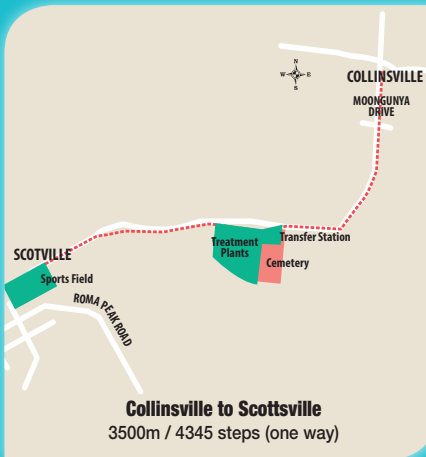 N
W E
S
COLLINSVILLE
MOONGUNYA
DRIVE
Transfer Station
Treatment
Plants
Cemetery
SCOTVILLE
Sports Field
ROMA PEAK ROAD
Collinsville to Scottsville
3500m / 4345 steps (one way)